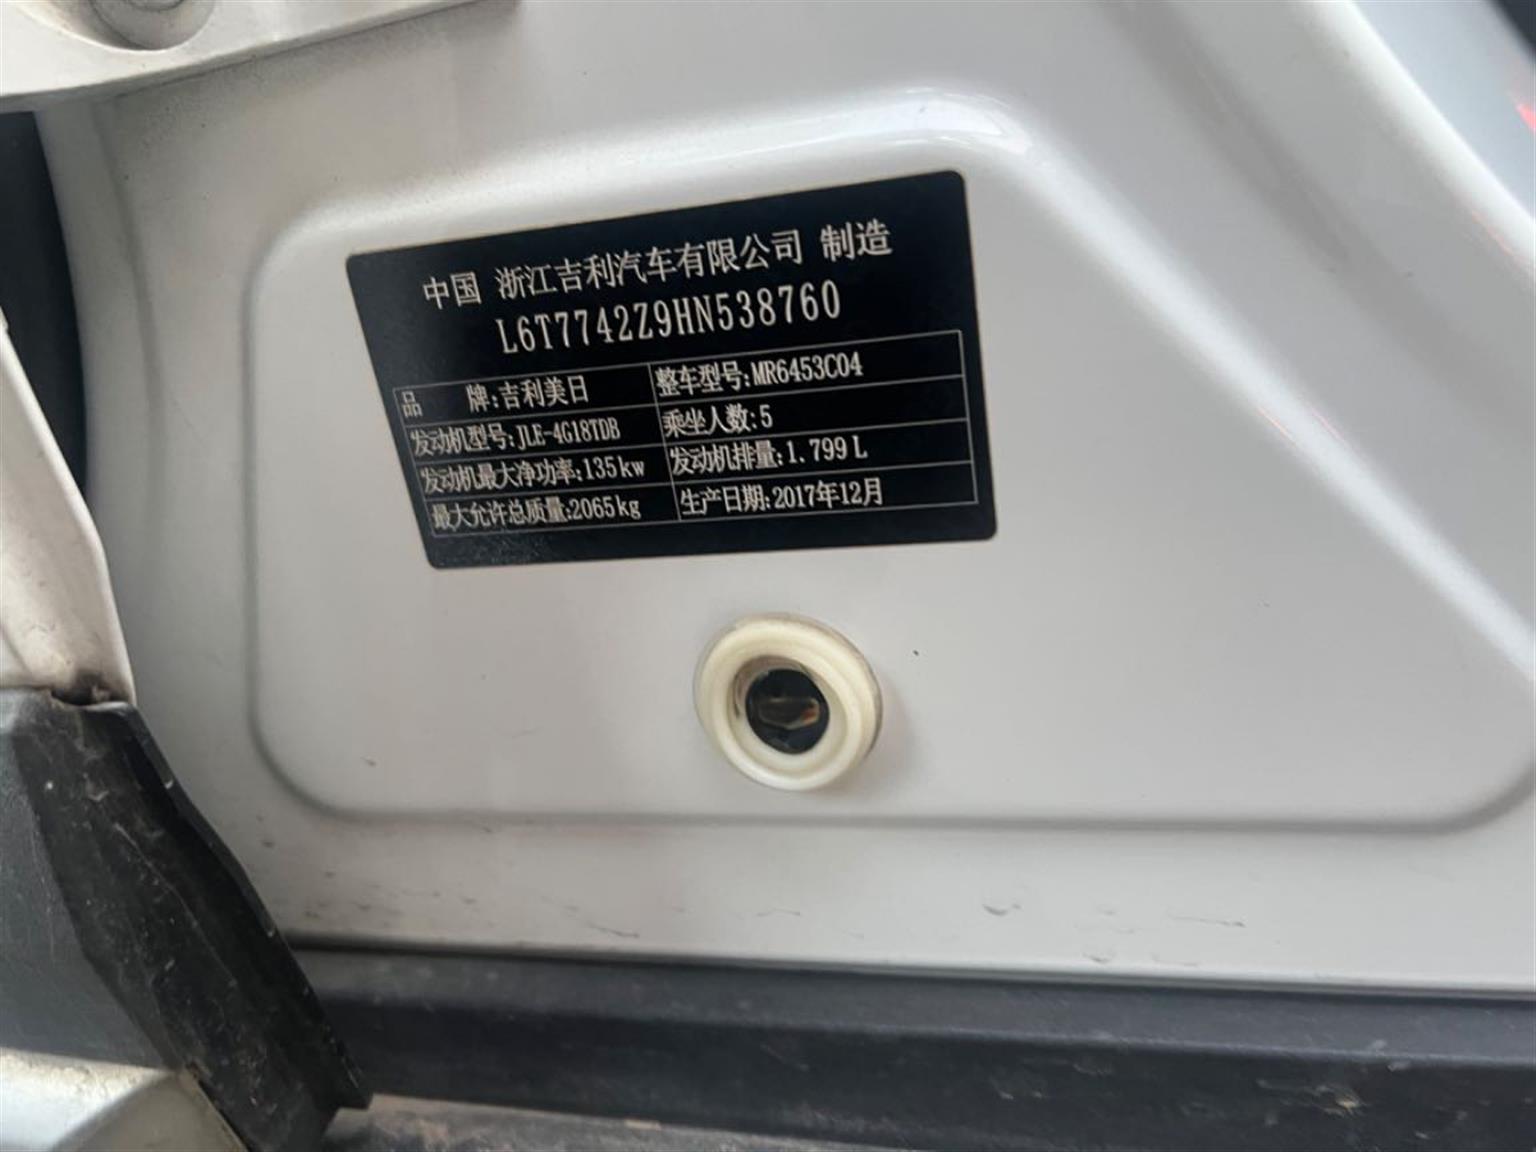 中国 浙江吉利汽车有限公司 制造
L6T7742Z9HN538760
品 牌:吉利美日 整车型号:MR6453C04
发动机型号:JLE-4G18TDB 乘坐人数:5
发动机最大净功率:135kw 发动机排量:1.799L
最大允许总质量:2065kg 生产日期:2017年12月